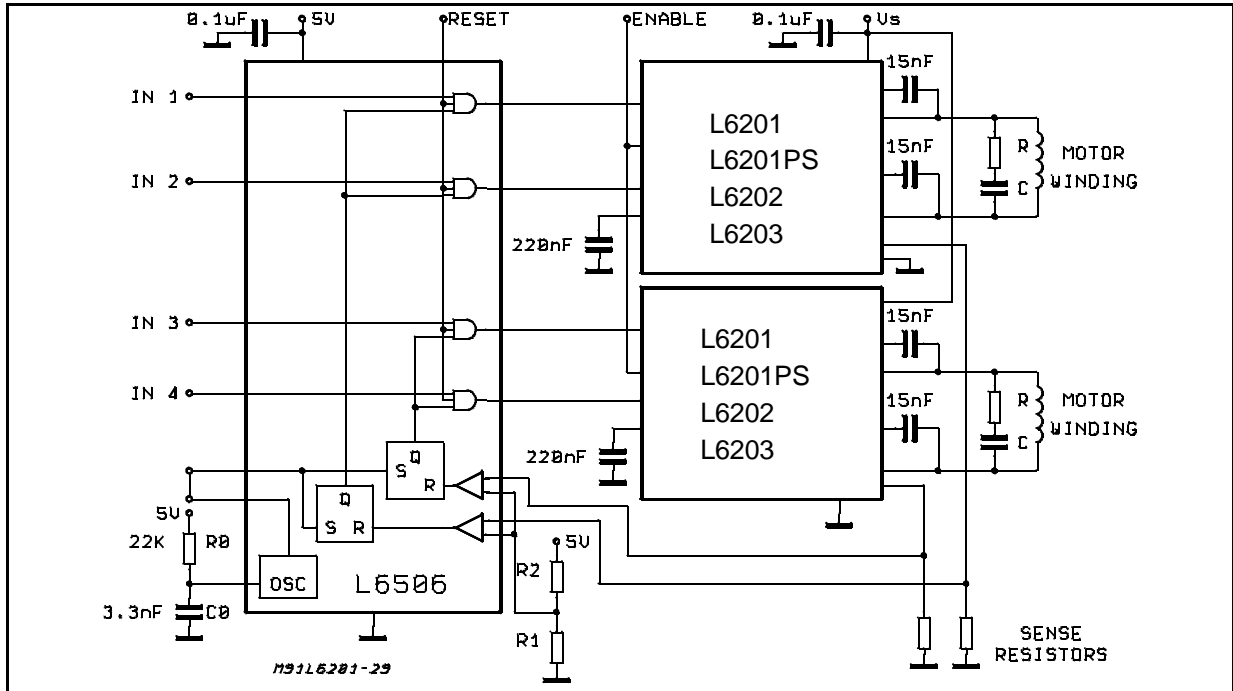 0.1uF 5V RESET ENABLE 0.1uF Vs
15nF
IN 1
L6201
L6201PS
L6202
L6203
15nF
R
C
MOTOR
WINDING
IN 2
220nF
IN 3
15nF
L6201
L6201PS
L6202
L6203
IN 4
15nF
R
C
MOTOR
WINDING
220nF
S Q R
Q
S R
5V
22K R0
OSC
L6506
3.3nF C0
5V
R2
R1
SENSE
RESISTORS
M91L6201-29